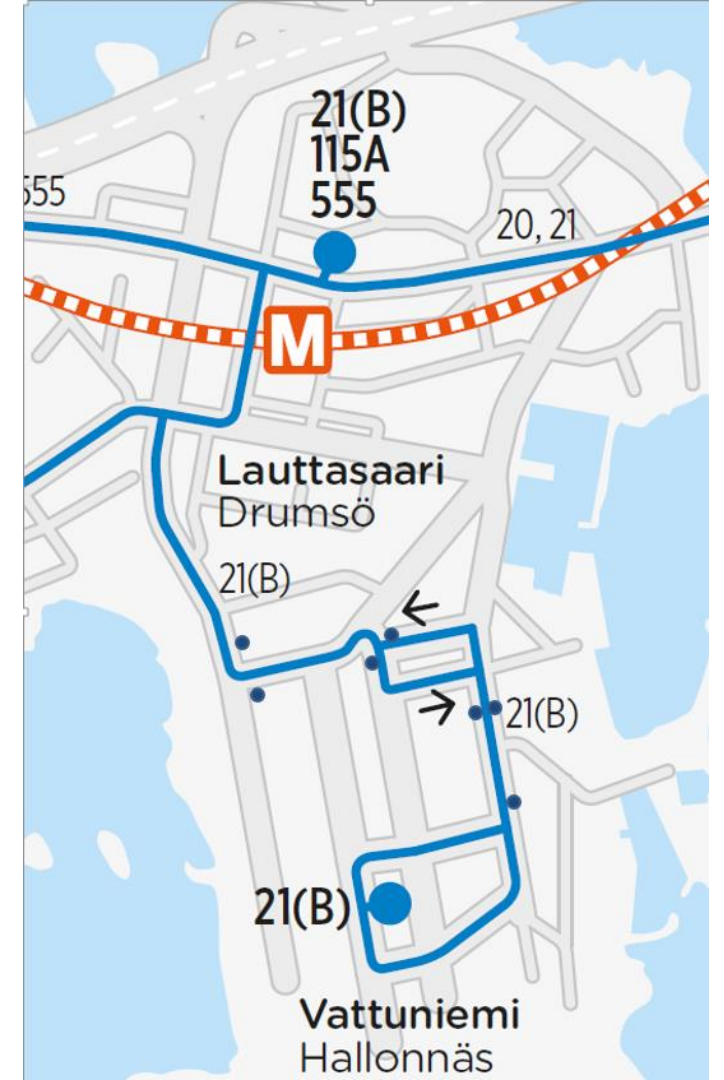 21(B)
115A
555
555
20, 21
M
Lauttasaari
Drumsö
21(B)
21(B)
21(B)
Vattuniemi
Hallonnäs